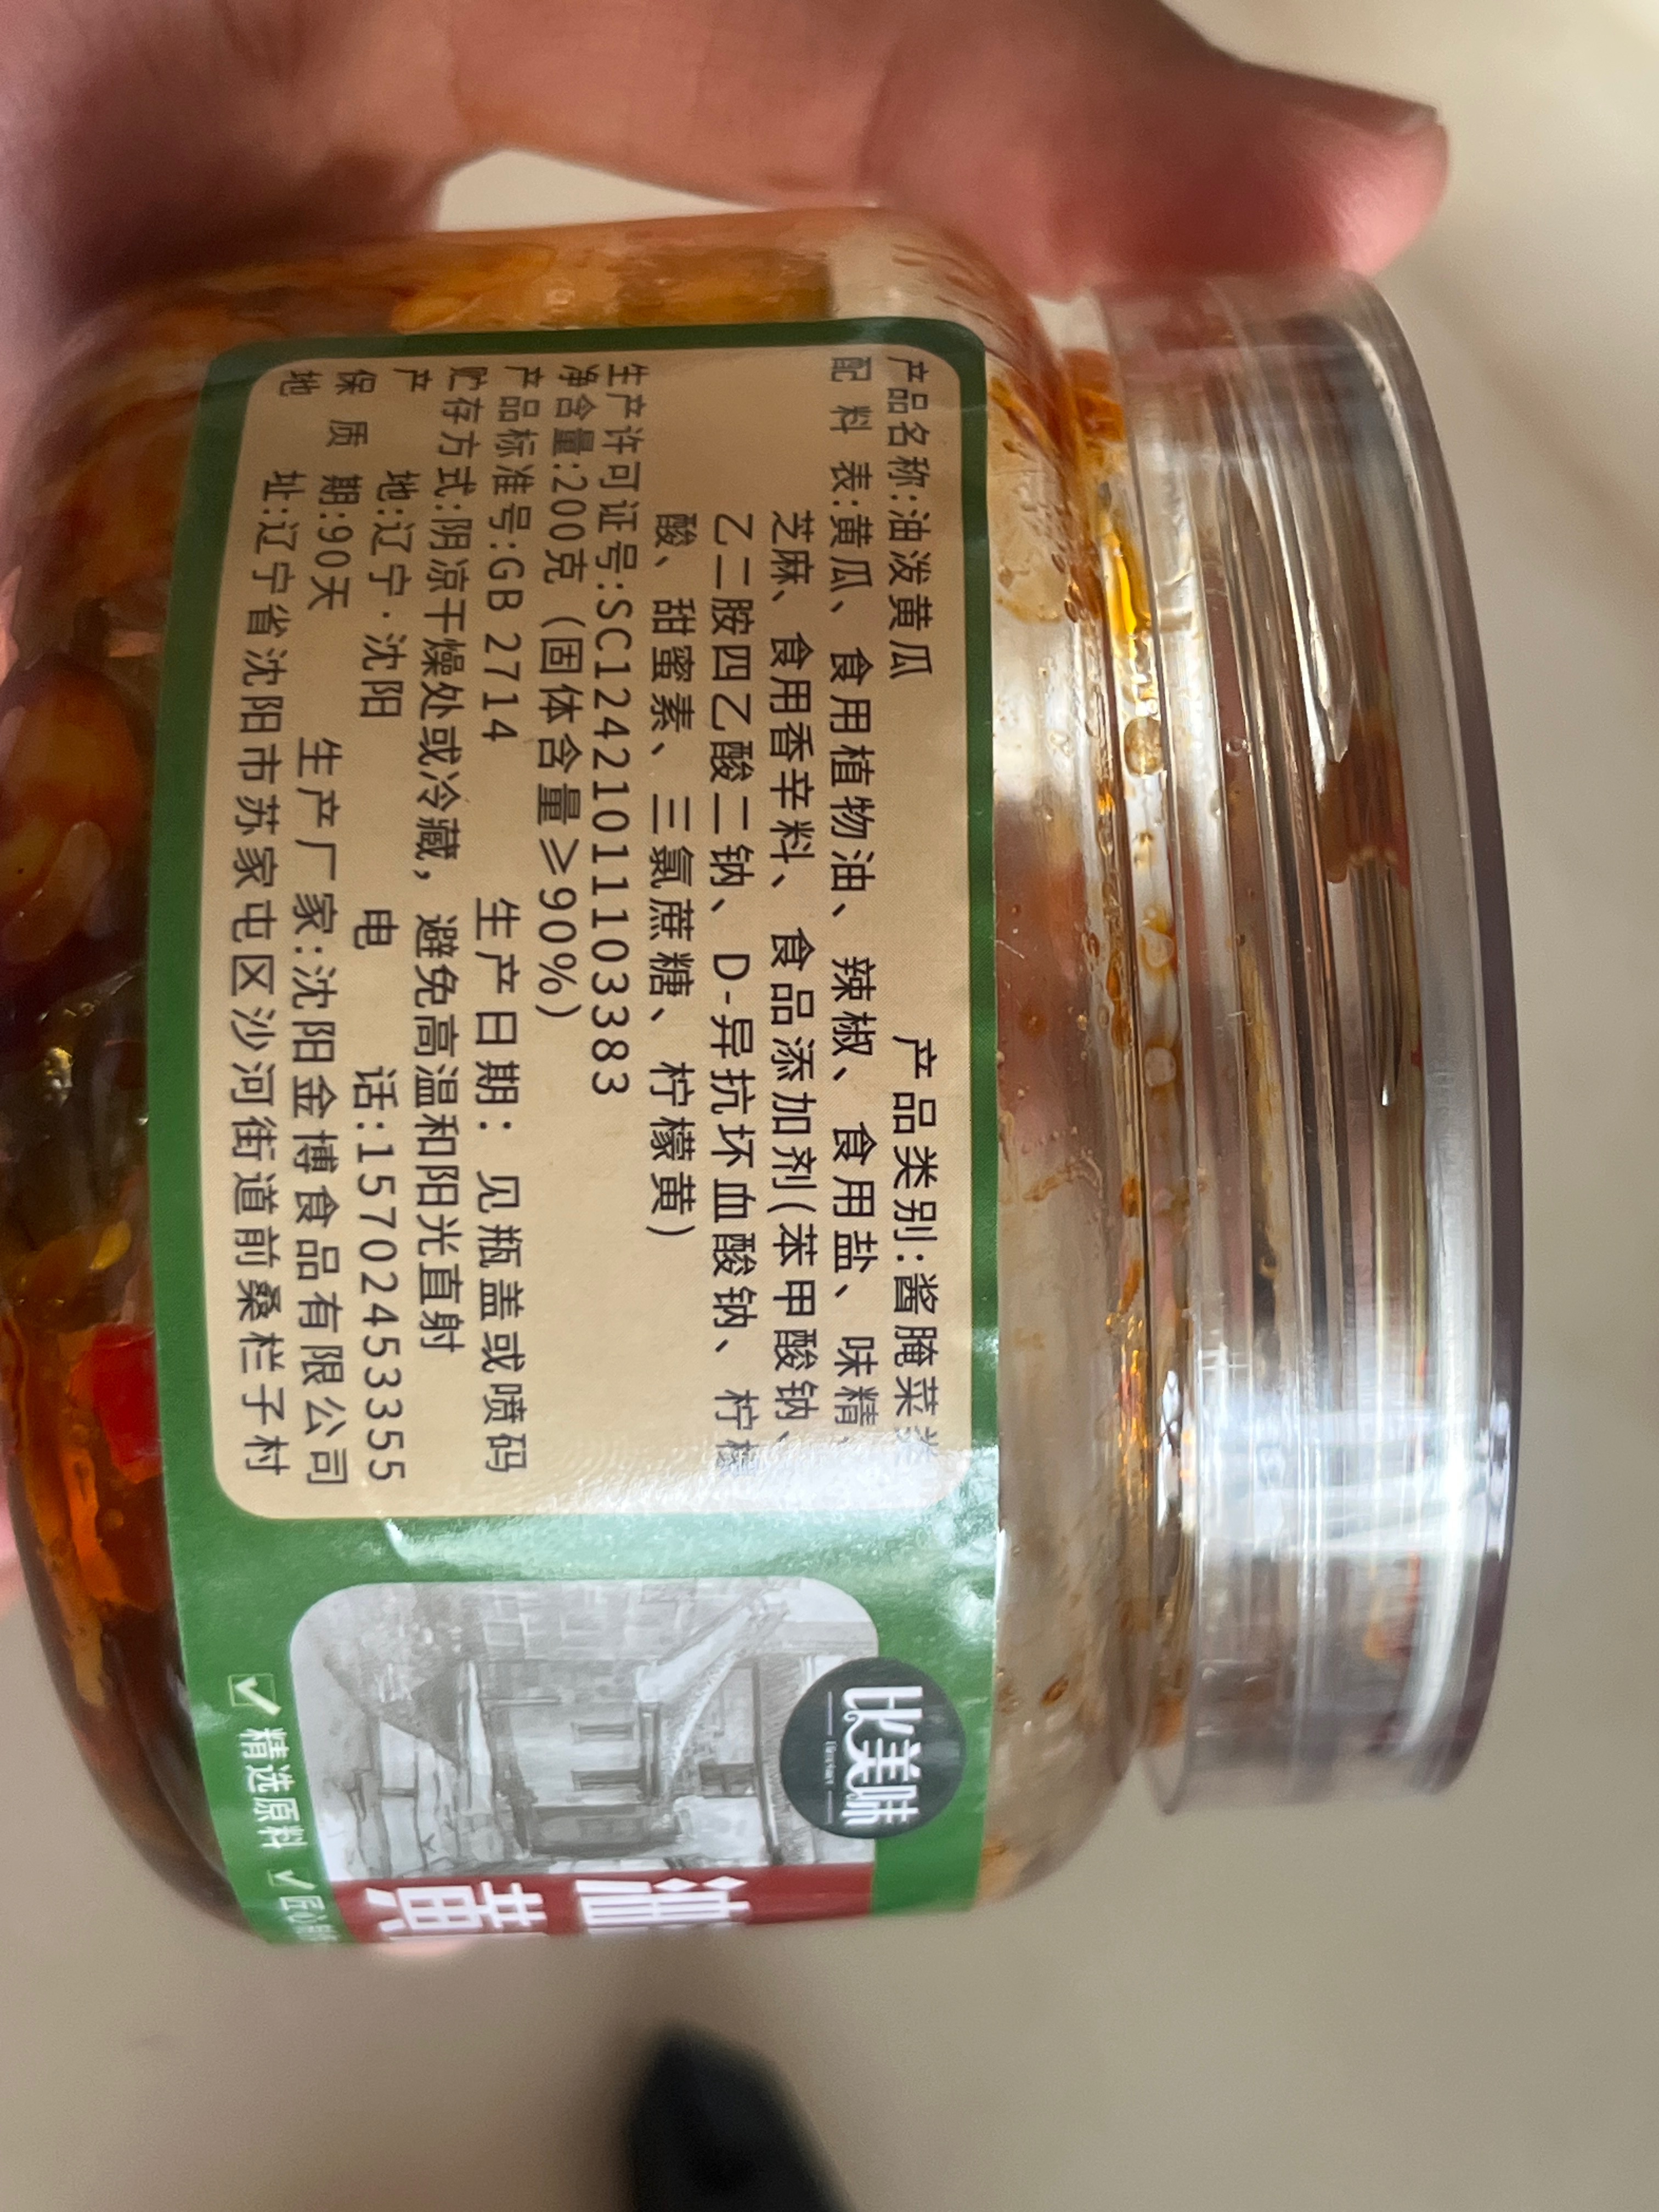 产品名称:油泼黄瓜 产品类别:酱腌菜类
配料表:黄瓜、食用植物油、辣椒、食用盐、味精、
芝麻、食用香辛料、食品添加剂(苯甲酸钠、
乙二胺四乙酸二钠、D-异抗坏血酸钠、柠檬
酸、甜蜜素、三氯蔗糖、柠檬黄)
生产许可证号:SC12421011103383
净含量:200克(固体含量≥90%)
产品标准号:GB 2714 生产日期:见瓶盖或喷码
贮存方式:阴凉干燥处或冷藏,避免高温和阳光直射
产地:辽宁·沈阳 电话:15702453355
保质期:90天 生产厂家:沈阳金博食品有限公司
地址:辽宁省沈阳市苏家屯区沙河街道前桑栏子村
比美味
油
黄
精选原料 匠心